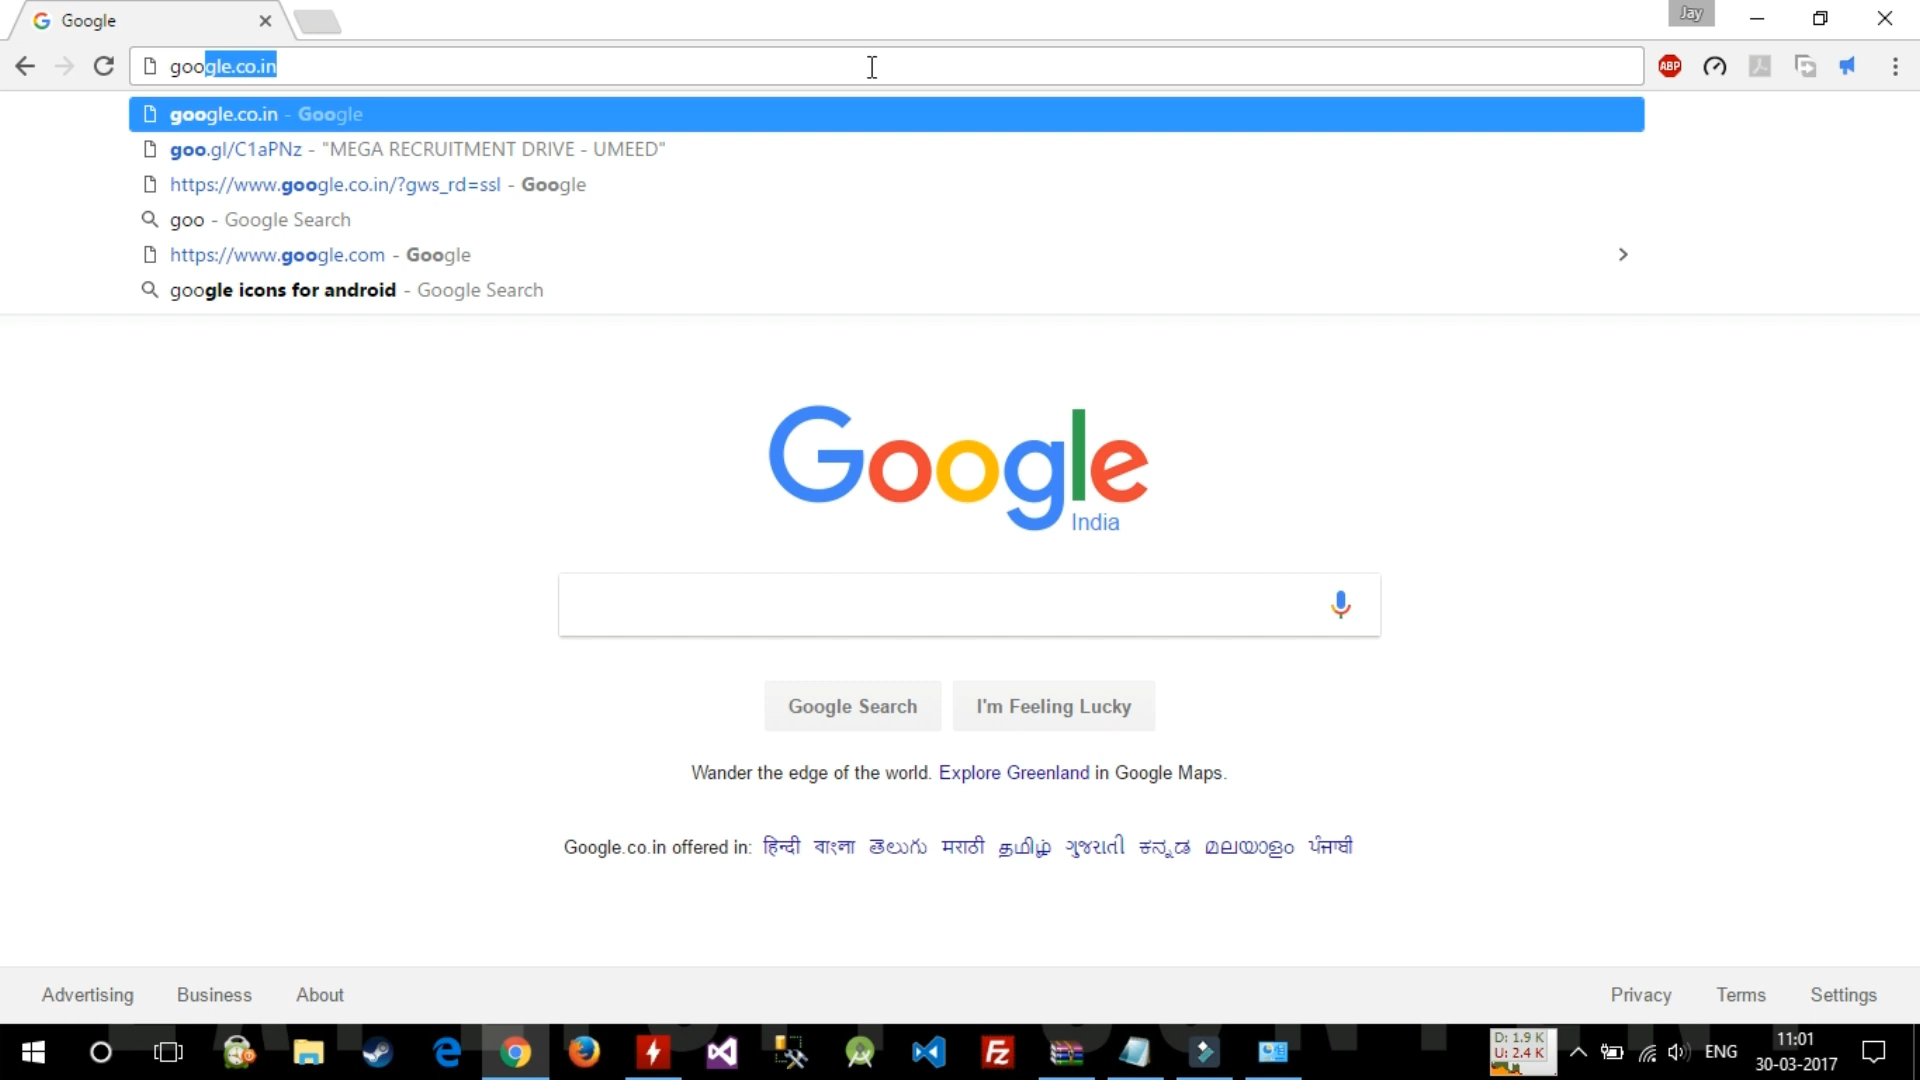 Google
Jay
google.co.in
google.co.in - Google
goo.gl/C1aPNz - "MEGA RECRUITMENT DRIVE - UMEED"
https://www.google.co.in/?gws_rd=ssl - Google
goo - Google Search
https://www.google.com - Google
google icons for android - Google Search
Google
India
Google Search
I'm Feeling Lucky
Wander the edge of the world. Explore Greenland in Google Maps.
Google.co.in offered in: हिन्दी বাংলা తెలుగు मराठी தமிழ் ગુજરાતી ಕನ್ನಡ മലയാളം ਪੰਜਾਬੀ
Advertising Business About Privacy Terms Settings
ABP
D: 1.9 K
U: 2.4 K
ENG
11:01
30-03-2017